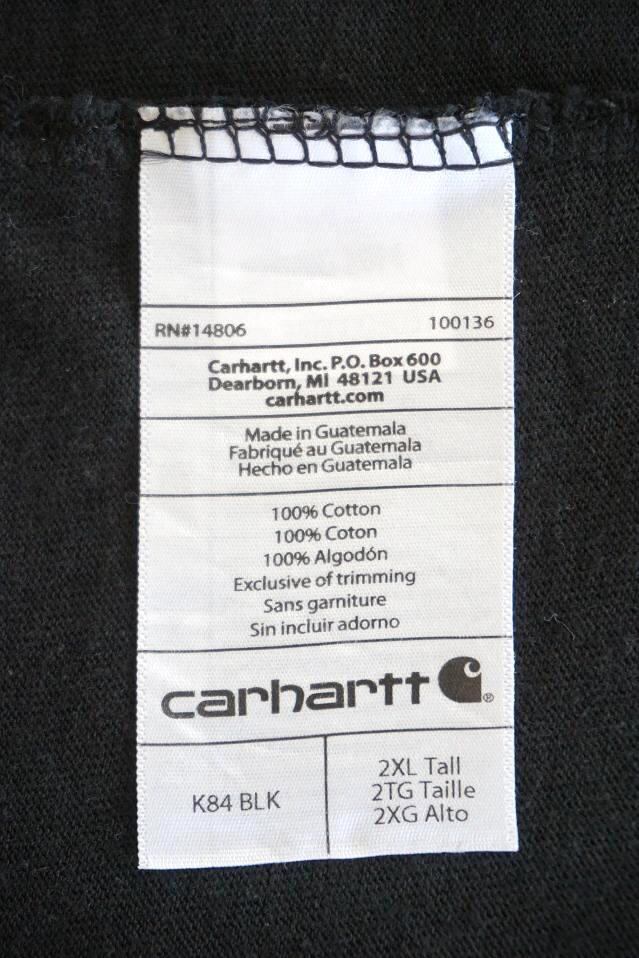 RN#14806 100136
Carhartt, Inc. P.O. Box 600
Dearborn, MI 48121 USA
carhartt.com
Made in Guatemala
Fabriqué au Guatemala
Hecho en Guatemala
100% Cotton
100% Coton
100% Algodón
Exclusive of trimming
Sans garniture
Sin incluir adorno
carhartt®
K84 BLK
2XL Tall
2TG Taille
2XG Alto